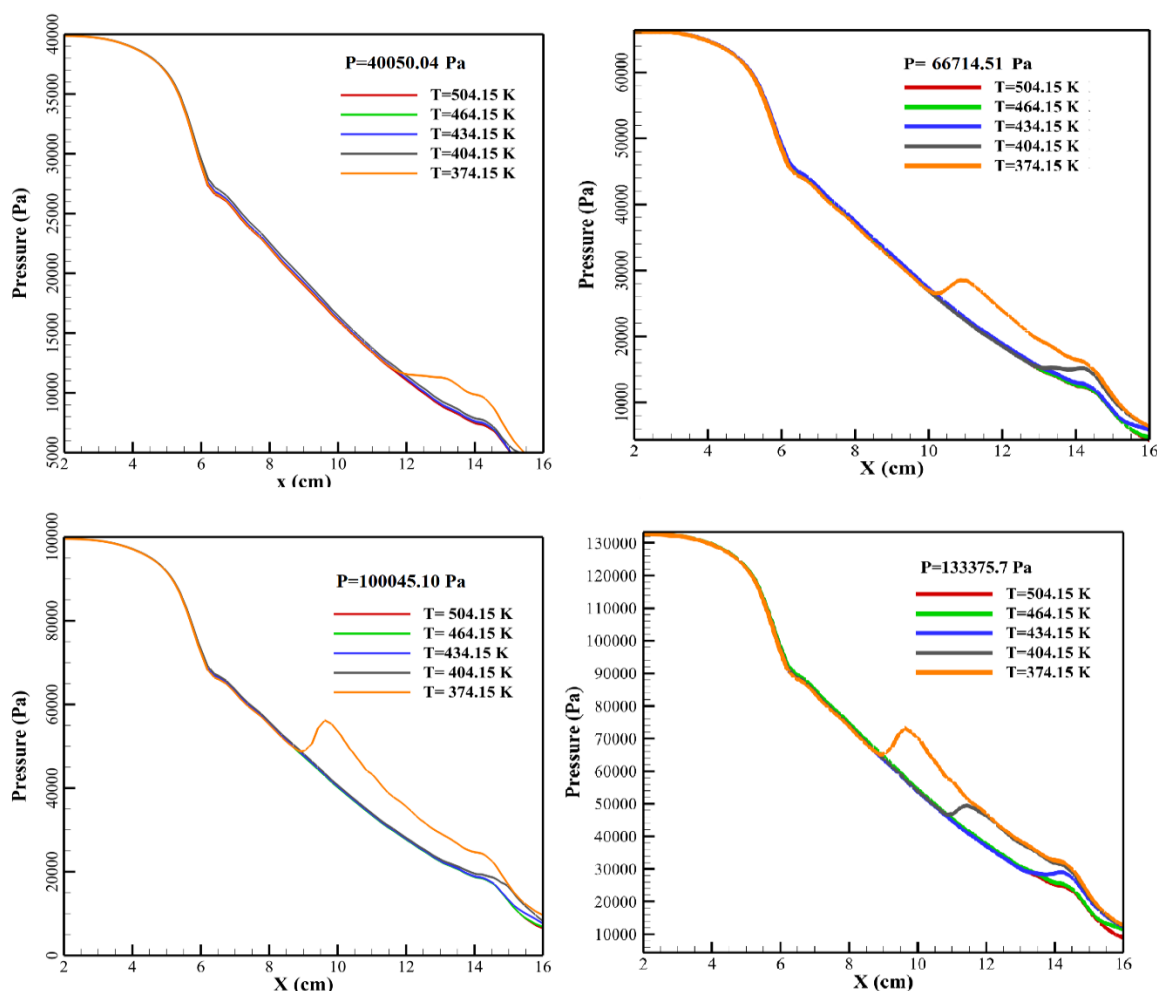 P=40050.04 Pa
T=504.15 K
T=464.15 K
T=434.15 K
T=404.15 K
T=374.15 K
Pressure (Pa)
40000
35000
30000
25000
20000
15000
10000
5000
2 4 6 8 10 12 14 16
x (cm)
P= 66714.51 Pa
T=504.15 K
T=464.15 K
T=434.15 K
T=404.15 K
T=374.15 K
Pressure (Pa)
60000
50000
40000
30000
20000
10000
2 4 6 8 10 12 14 16
X (cm)
P=100045.10 Pa
T= 504.15 K
T= 464.15 K
T=434.15 K
T= 404.15 K
T= 374.15 K
Pressure (Pa)
100000
80000
60000
40000
20000
0
2 4 6 8 10 12 14 16
X (cm)
P=133375.7 Pa
T=504.15 K
T=464.15 K
T=434.15 K
T=404.15 K
T=374.15 K
Pressure (Pa)
130000
120000
110000
100000
90000
80000
70000
60000
50000
40000
30000
20000
10000
2 4 6 8 10 12 14 16
X (cm)